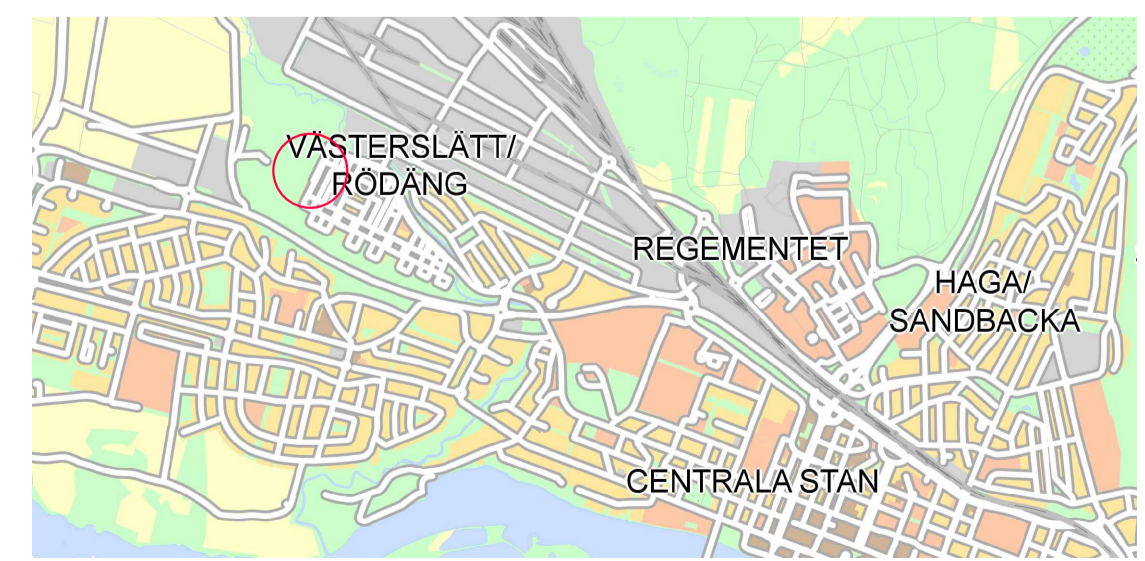 VÄSTERSLÄTT/
RÖDÄNG
REGEMENTET
HAGA/
SANDBACKA
CENTRALA STAN